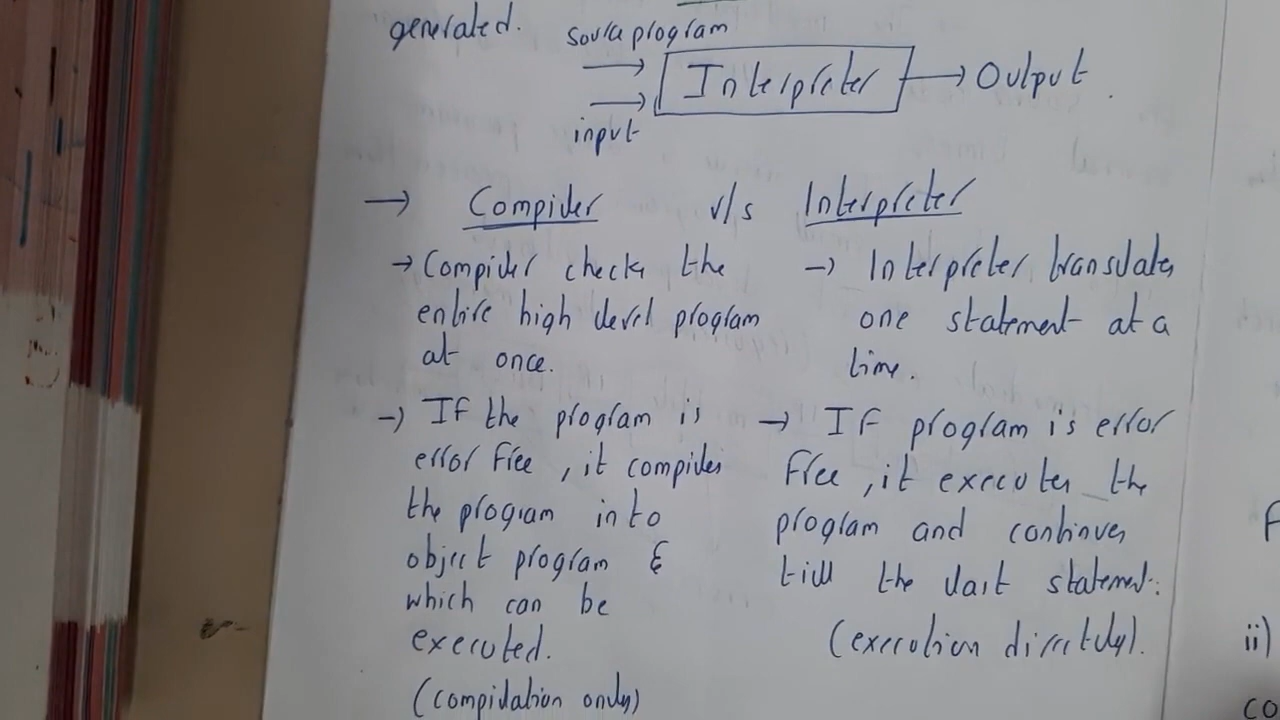 generated.
source program
Interpreter → Output.
input
→ Compiler v/s Interpreter
→ Compiler checks the
entire high level program
at once.
→ Interpreter translates
one statement at a
time.
→ If the program is
error free, it compiles
the program into
object program &
which can be
executed.
(compilation only)
→ If program is error
free, it executes the
program and continues
till the last statement.
(execution directly).
ii)
co